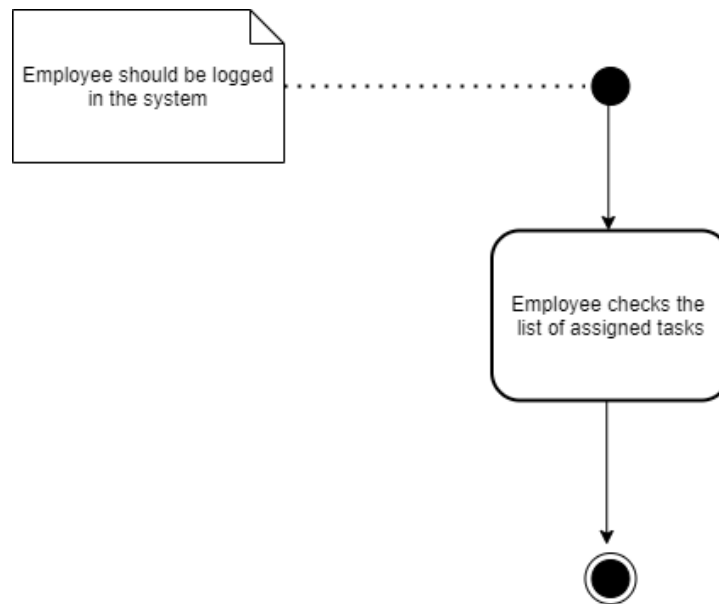 Employee should be logged
in the system
Employee checks the
list of assigned tasks